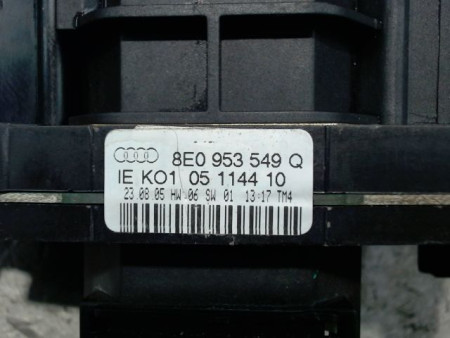 8E0 953 549 Q
IE KO1 05 1144 10
23 08 05 HW 06 SW 01 13 17 TM4